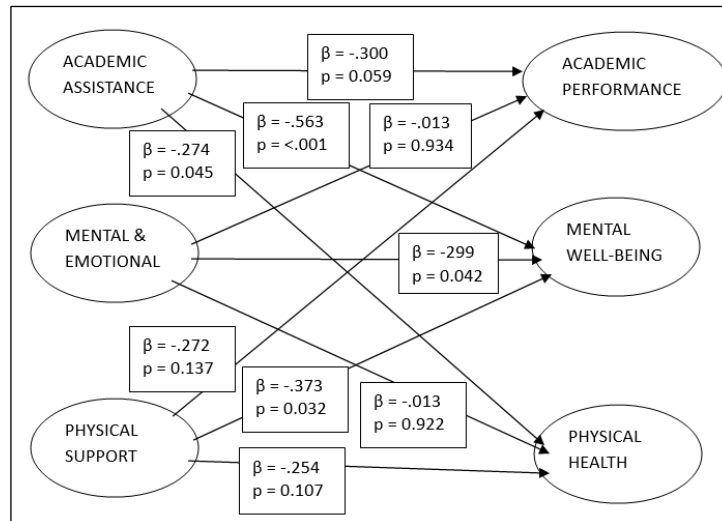 ACADEMIC
ASSISTANCE
β = -.300
p = 0.059
ACADEMIC
PERFORMANCE
β = -.563
p = <.001
β = -.013
p = 0.934
β = -.274
p = 0.045
MENTAL &
EMOTIONAL
β = -299
p = 0.042
MENTAL
WELL-BEING
β = -.272
p = 0.137
β = -.373
p = 0.032
β = -.013
p = 0.922
PHYSICAL
SUPPORT
β = -.254
p = 0.107
PHYSICAL
HEALTH